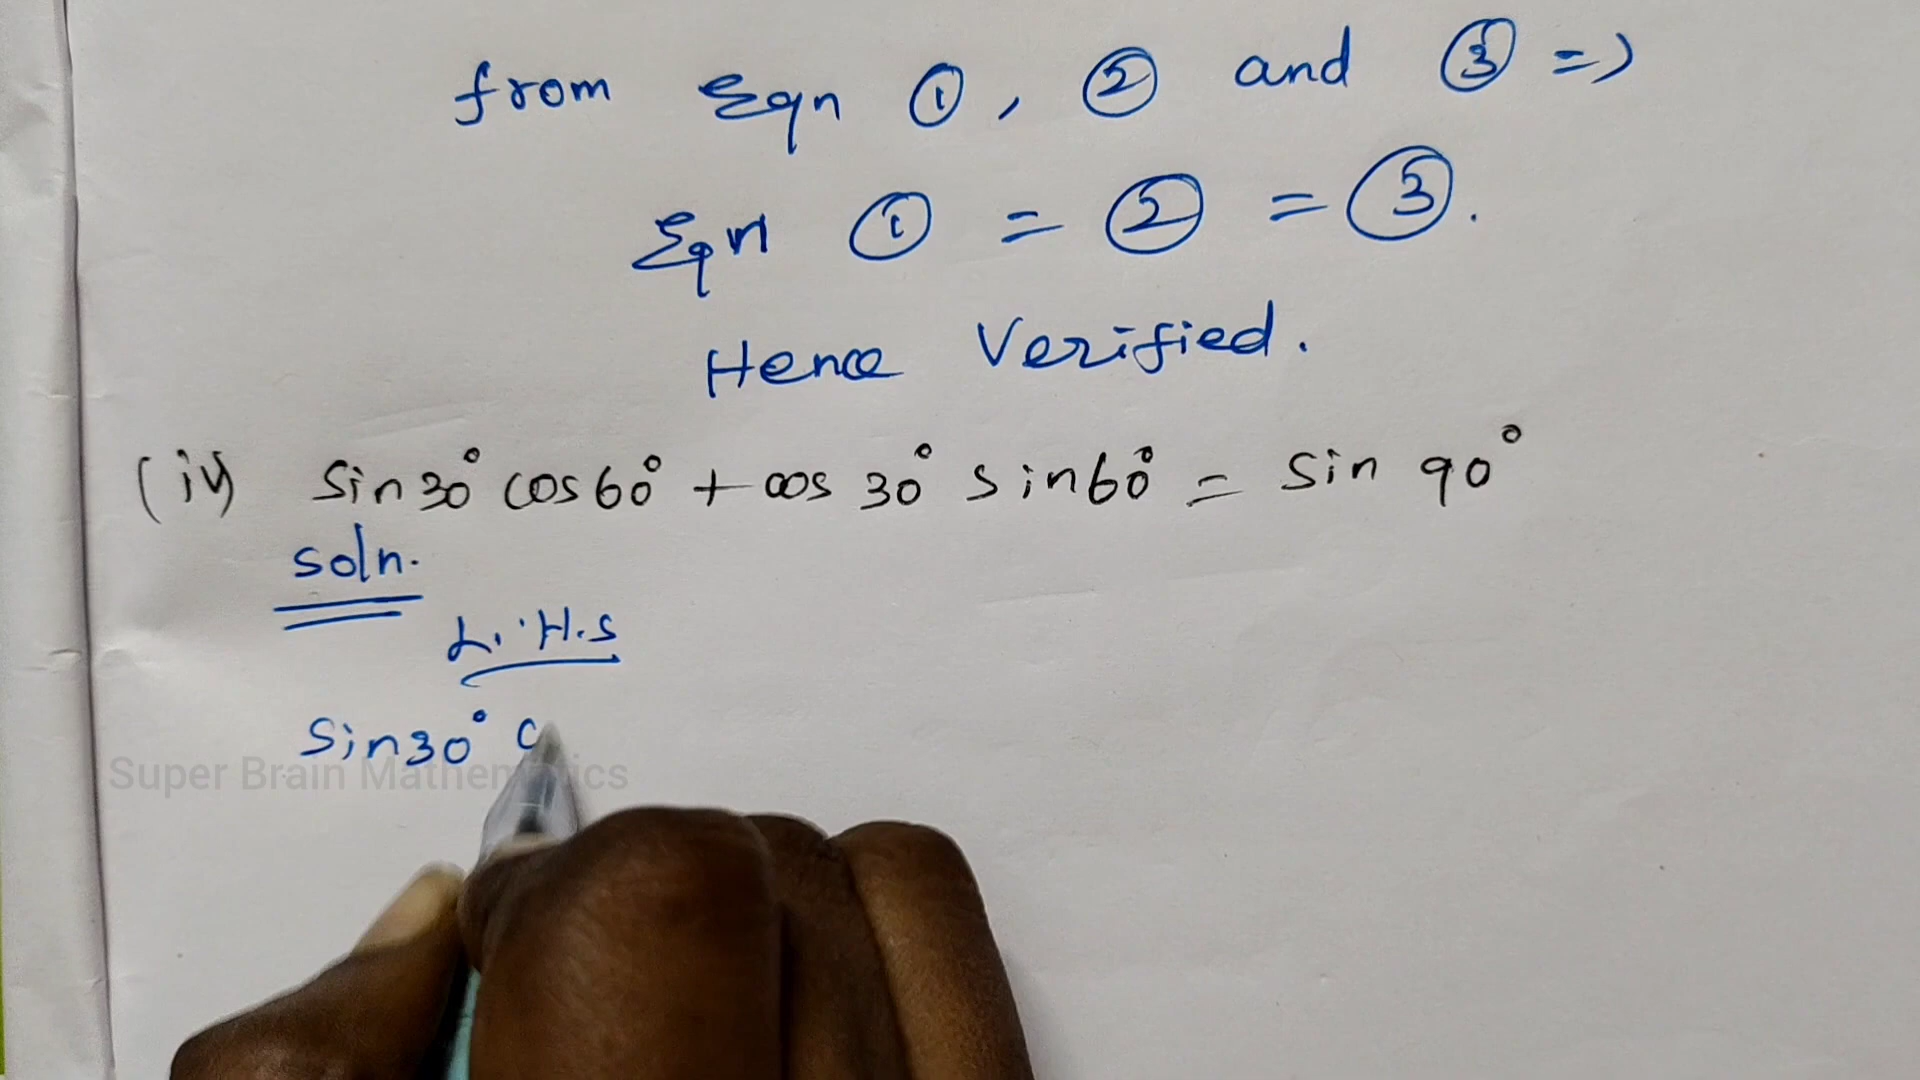 from Eqn ①, ② and ③ =>
Eqn ① = ② = ③.
Hence Verified.
(iv) Sin30° cos60° + cos 30° sin60° = Sin 90°
Soln.
L.H.S
Sin30° c
Super Brain Mathematics